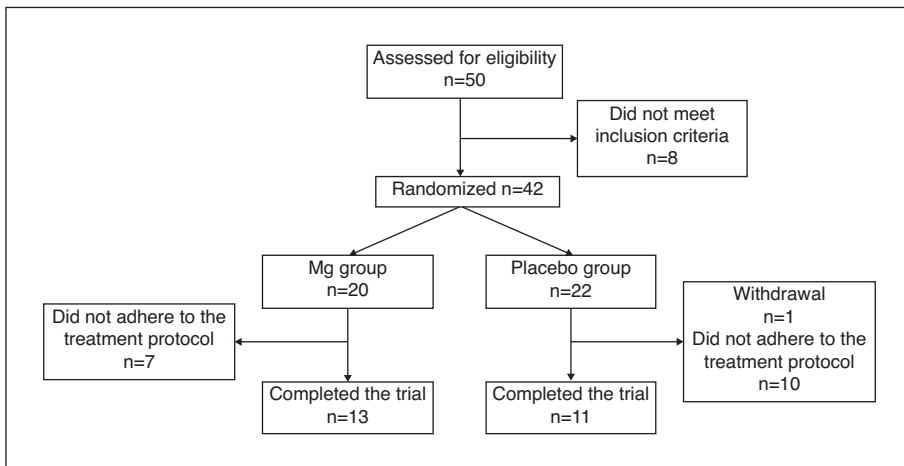 Assessed for eligibility
n=50
Did not meet
inclusion criteria
n=8
Randomized n=42
Mg group
n=20
Placebo group
n=22
Did not adhere to the
treatment protocol
n=7
Withdrawal
n=1
Did not adhere to the
treatment protocol
n=10
Completed the trial
n=13
Completed the trial
n=11